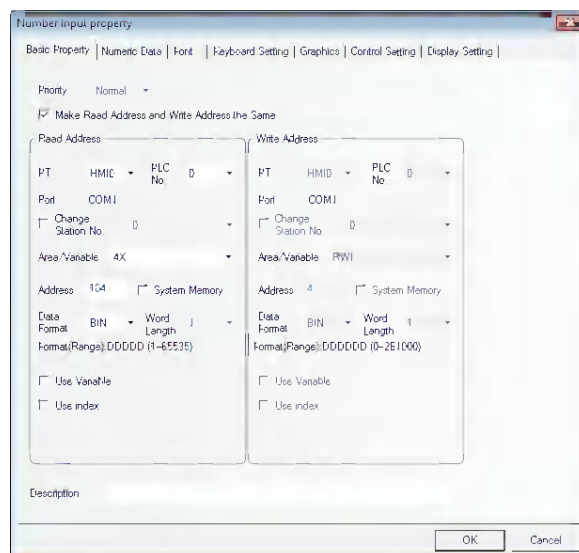 Number Input property
Basic Property | Numeric Data | Font | Keyboard Setting | Graphics | Control Setting | Display Setting |
Priority Normal
Make Read Address and Write Address the Same
Read Address Write Address
PT HMI0 PLC No. 0 PT HMI0 PLC No. 0
Port COM1 Port COM1
Change Station No. 0 Change Station No. 0
Area/Variable 4X Area/Variable RWI
Address 104 System Memory Address 4 System Memory
Data Format BIN Word Length 1 Data Format BIN Word Length 1
Format(Range):DDDDD (1~65535) Format(Range):DDDDDD (0~261000)
Use Variable Use Variable
Use index Use index
Description
OK Cancel